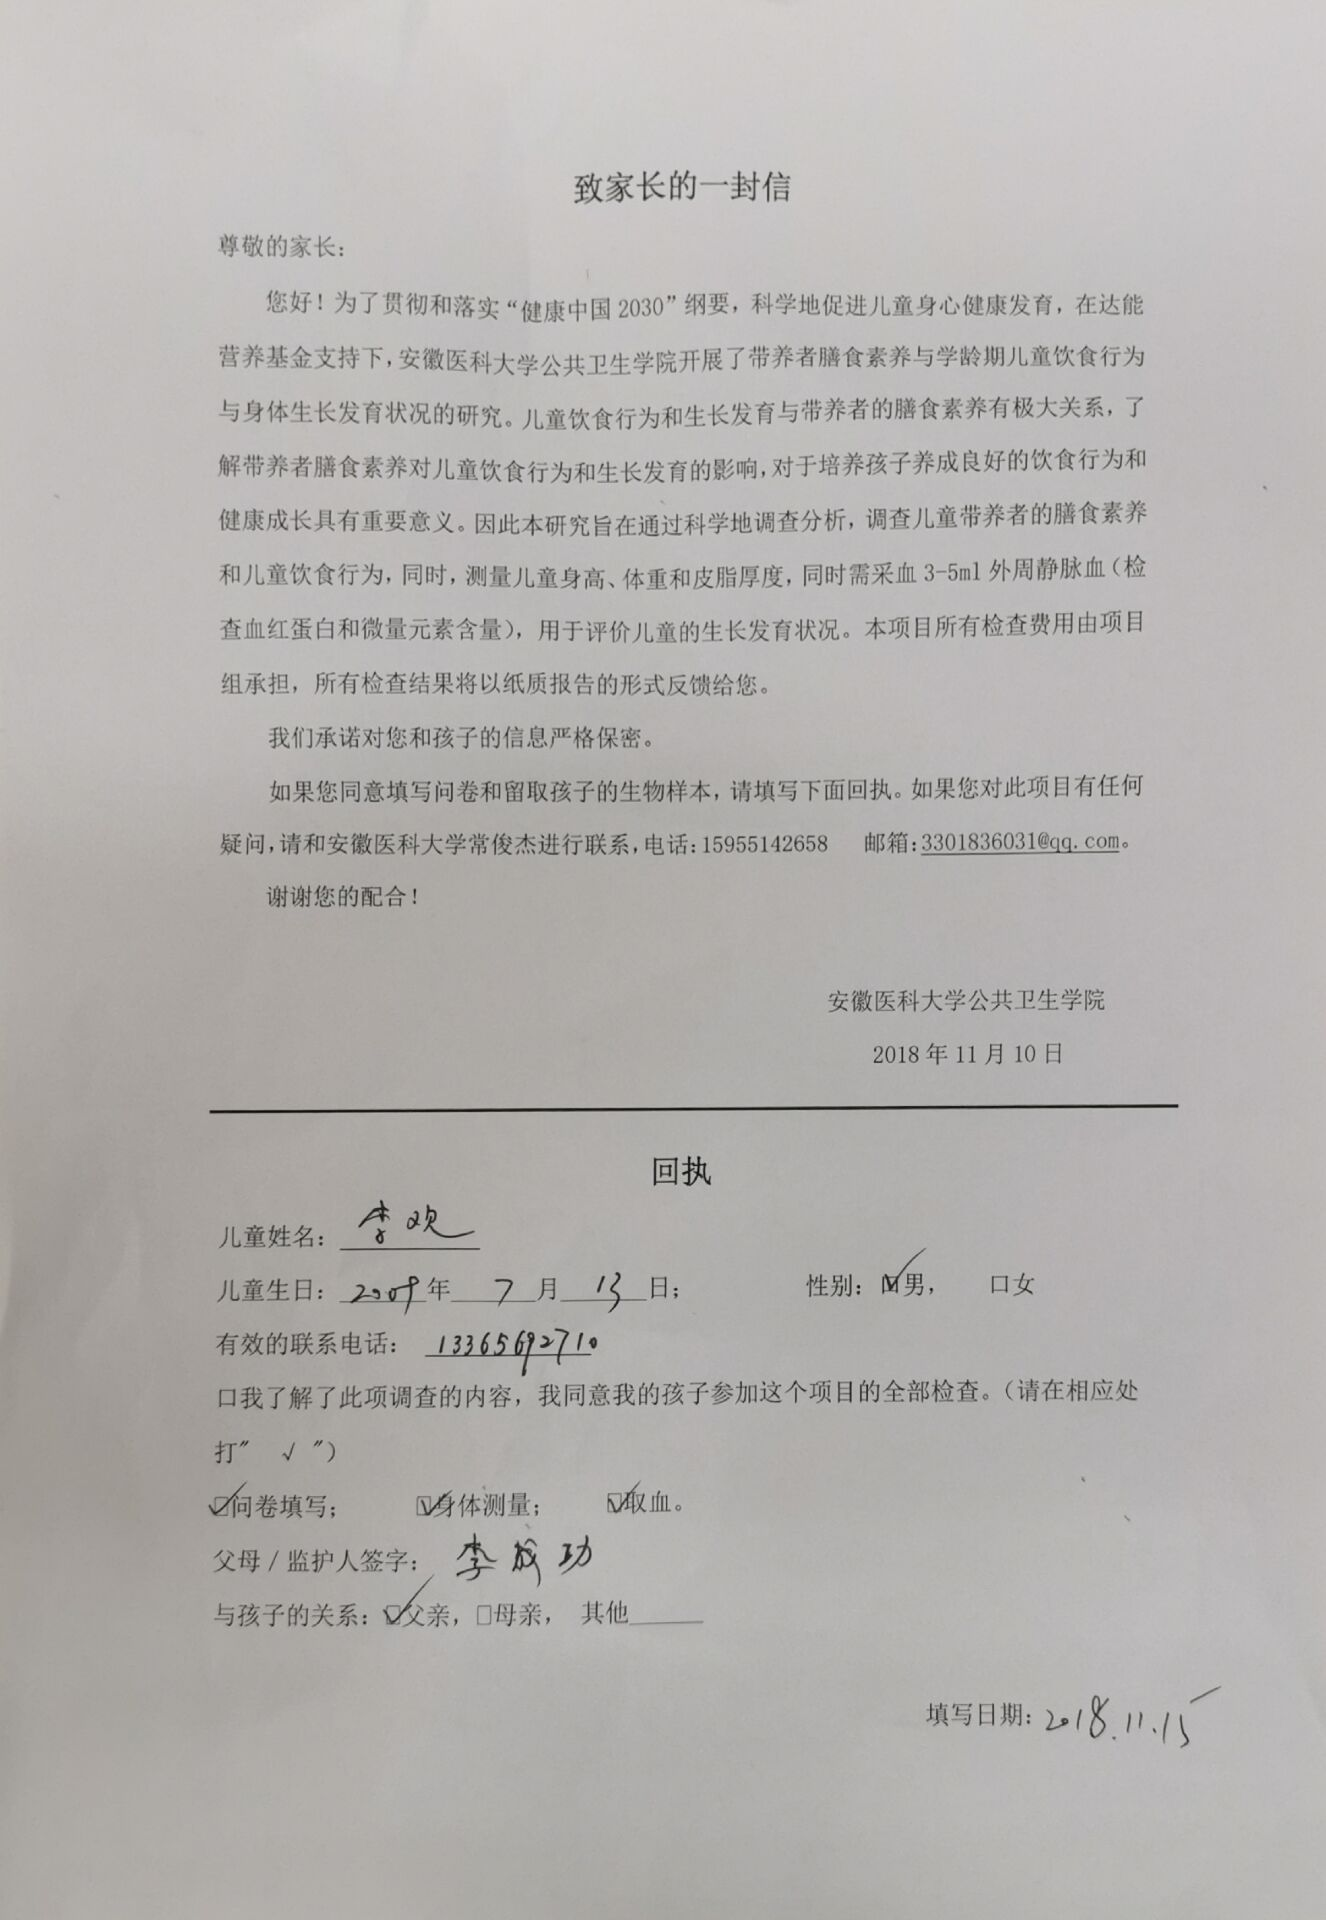 致家长的一封信
尊敬的家长:
您好！为了贯彻和落实“健康中国2030”纲要，科学地促进儿童身心健康发育，在达能
营养基金支持下，安徽医科大学公共卫生学院开展了带养者膳食素养与学龄期儿童饮食行为
与身体生长发育状况的研究。儿童饮食行为和生长发育与带养者的膳食素养有极大关系，了
解带养者膳食素养对儿童饮食行为和生长发育的影响，对于培养孩子养成良好的饮食行为和
健康成长具有重要意义。因此本研究旨在通过科学地调查分析，调查儿童带养者的膳食素养
和儿童饮食行为，同时，测量儿童身高、体重和皮脂厚度，同时需采血3-5ml外周静脉血（检
查血红蛋白和微量元素含量），用于评价儿童的生长发育状况。本项目所有检查费用由项目
组承担，所有检查结果将以纸质报告的形式反馈给您。
我们承诺对您和孩子的信息严格保密。
如果您同意填写问卷和留取孩子的生物样本，请填写下面回执。如果您对此项目有任何
疑问，请和安徽医科大学常俊杰进行联系，电话:15955142658 邮箱:3301836031@qq.com。
谢谢您的配合！
安徽医科大学公共卫生学院
2018年11月10日
回执
儿童姓名: 李欢
儿童生日: 2009年 7 月 13 日; 性别: ☑男, 口女
有效的联系电话: 13365692710
口我了解了此项调查的内容，我同意我的孩子参加这个项目的全部检查。（请在相应处
打" √ ")
☑问卷填写; ☑身体测量; ☑取血。
父母/监护人签字: 李成功
与孩子的关系: ☑父亲, □母亲, 其他______
填写日期: 2018.11.15